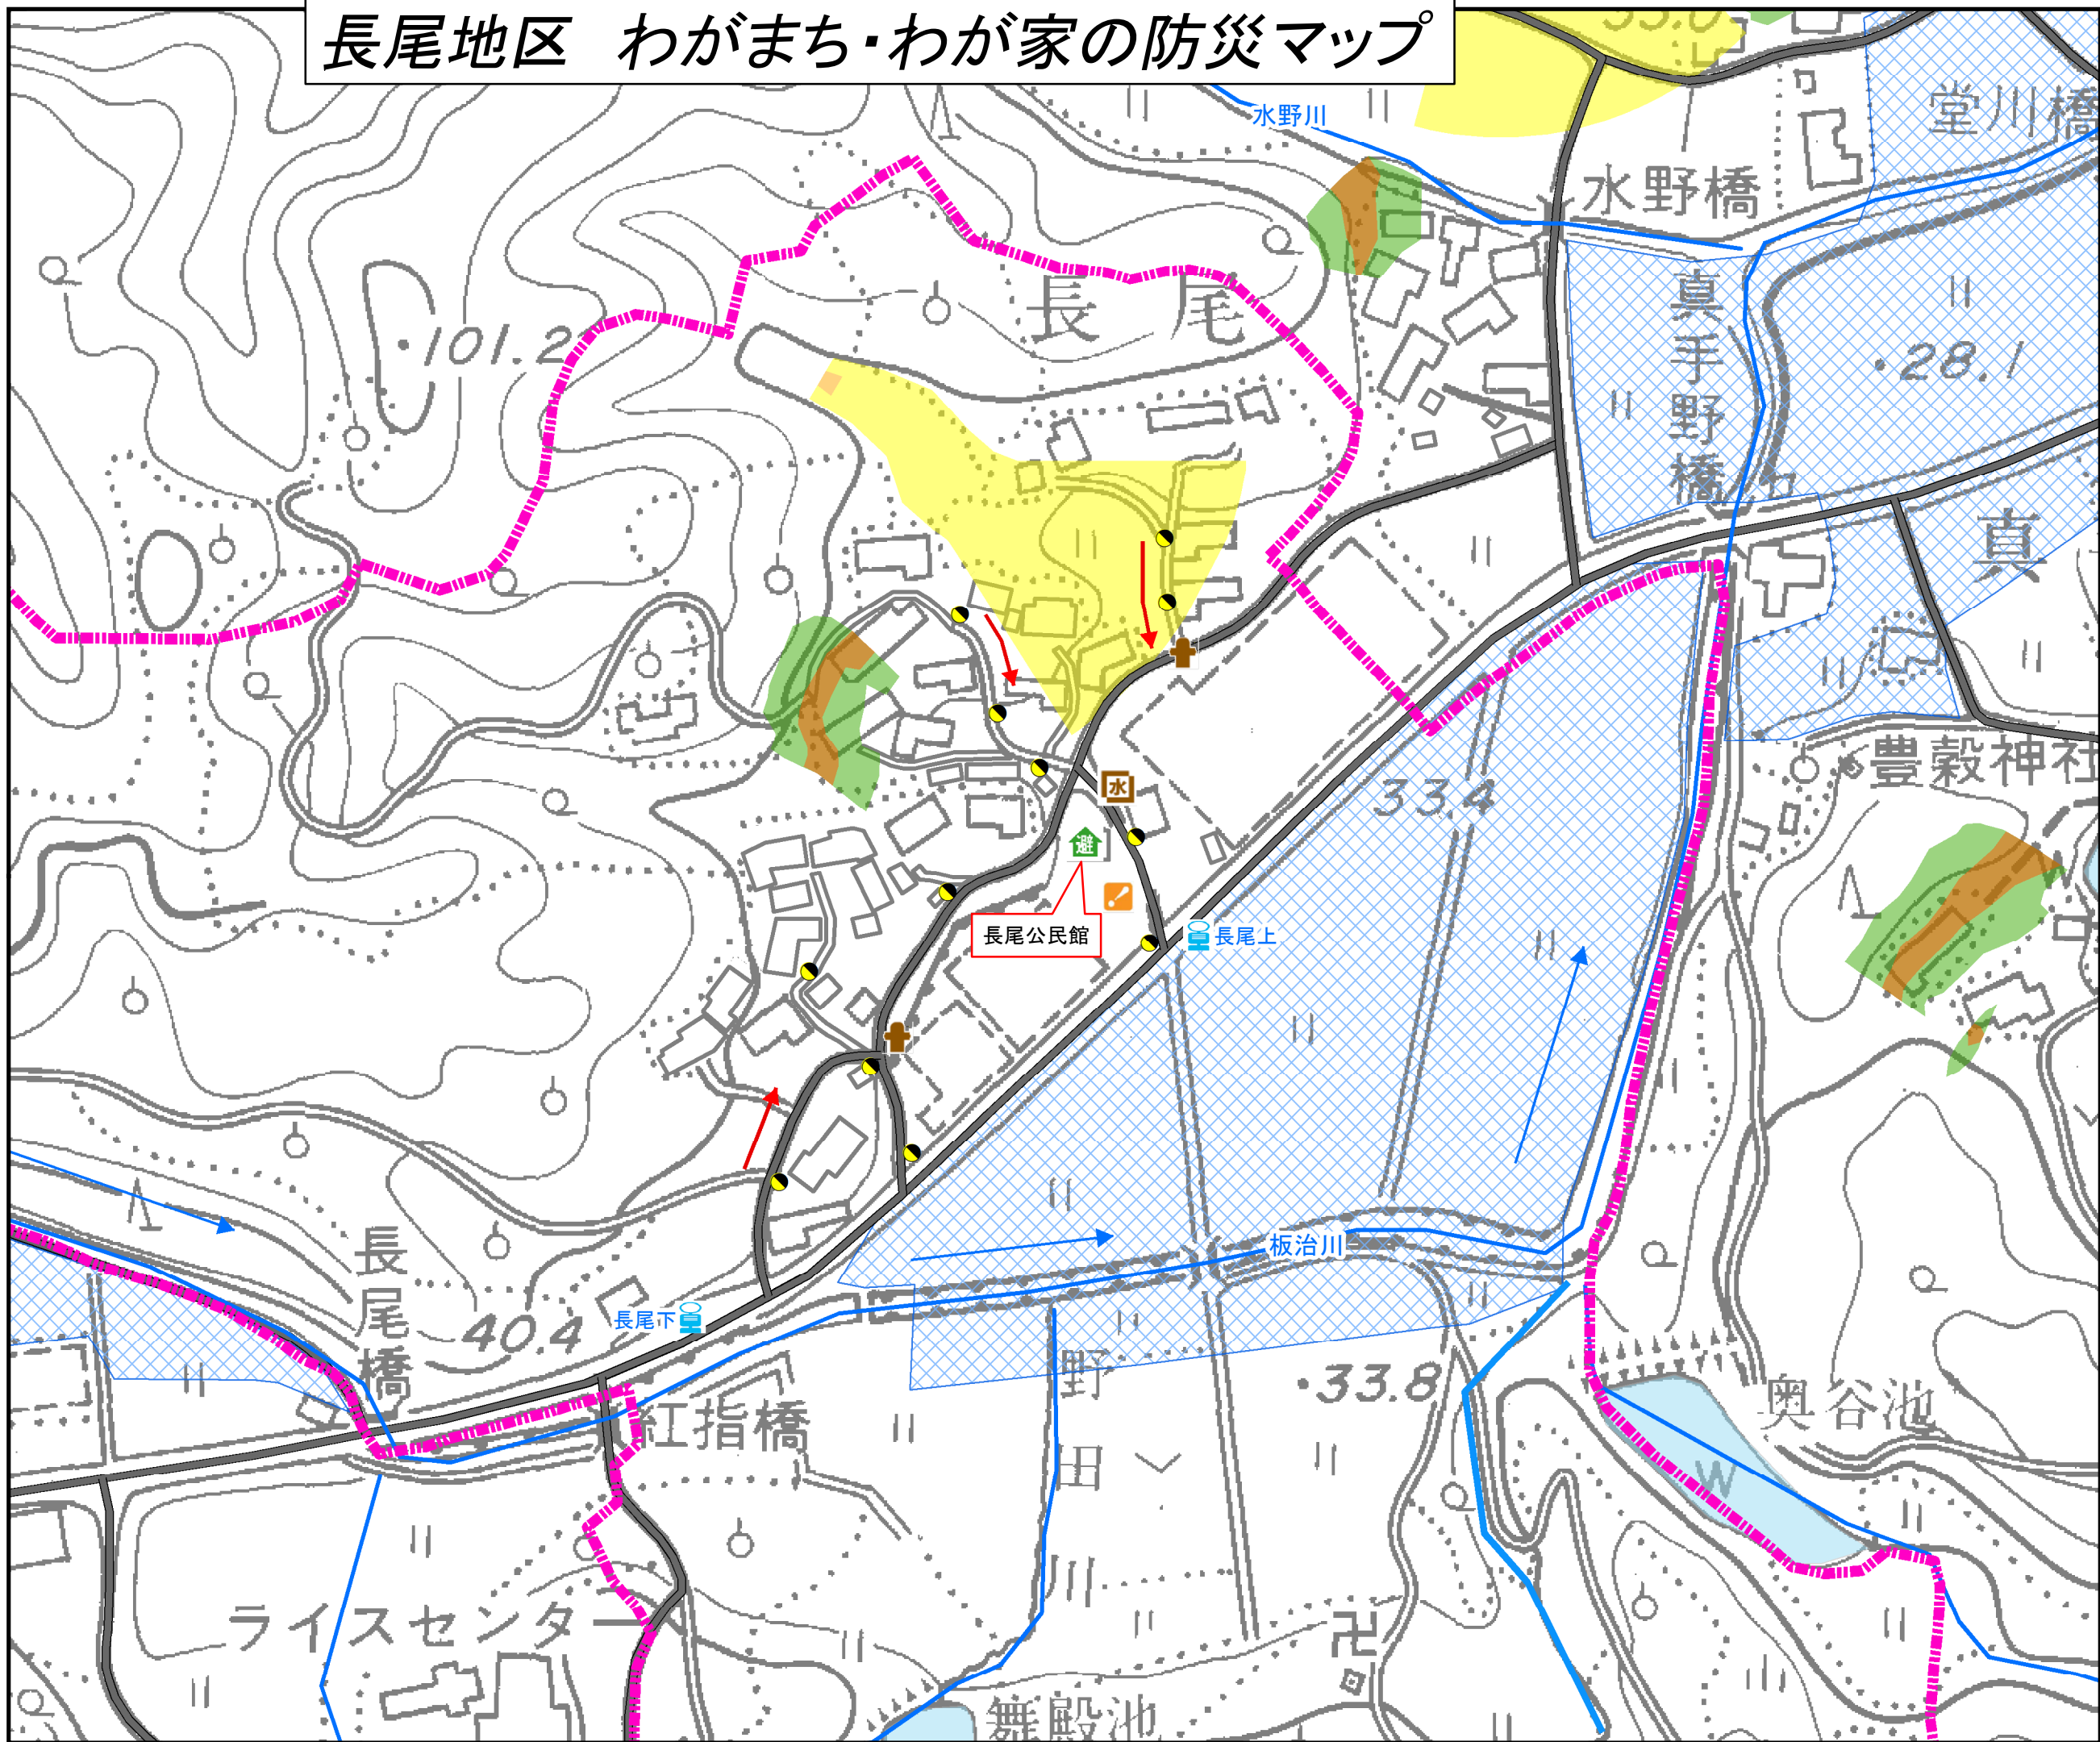 長尾地区　わがまち・わが家の防災マップ
水野川
堂川橋
水野橋
長尾
101.2
真手野橋
28.1
真
豊穀神社
水
33.4
避
長尾公民館
長尾上
板治川
長尾橋
40.4
長尾下
紅指橋
野田川
33.8
奥谷池
W
ライスセンター
舞殿池